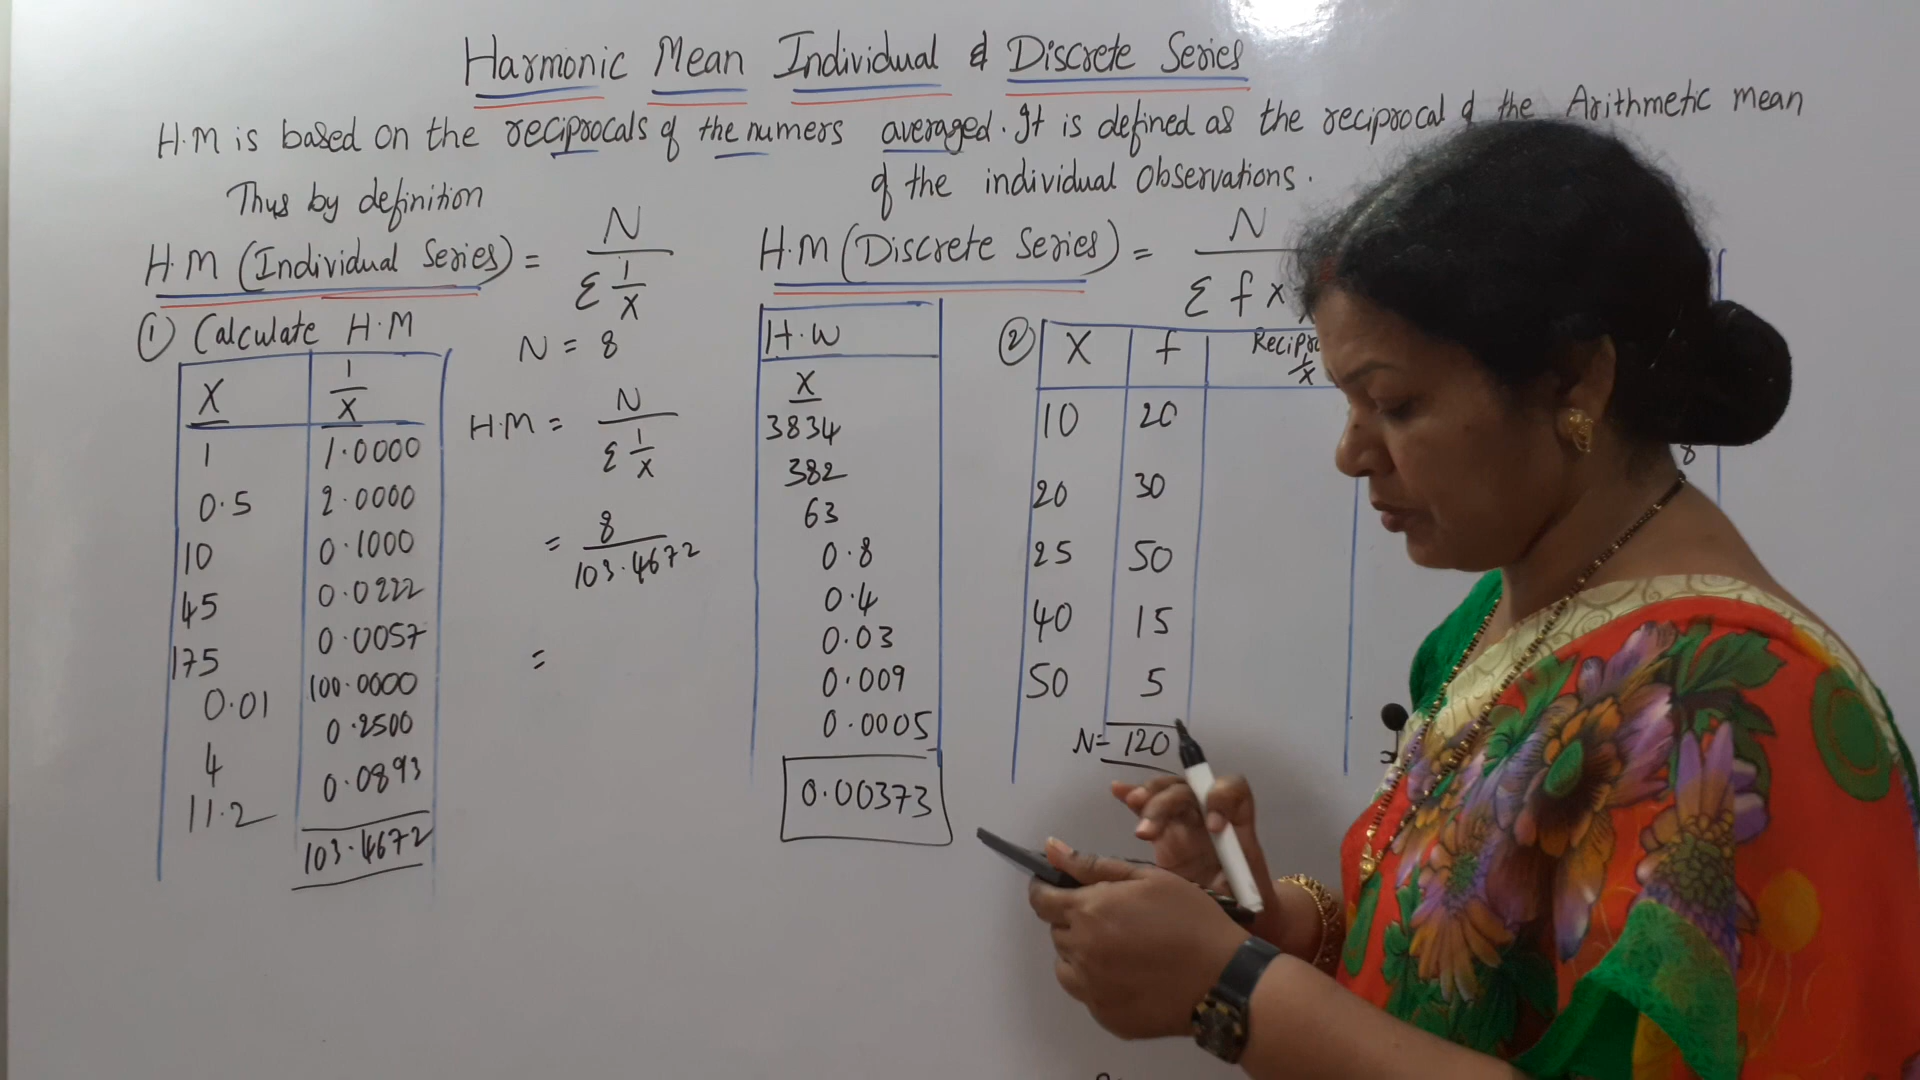 Harmonic Mean Individual & Discrete Series
H.M is based on the reciprocals of the numers averaged. It is defined as the reciprocal of the Arithmetic mean
of the individual Observations.
Thus by definition
H.M (Individual Series) = N
Σ 1/X
① Calculate H.M
X 1/X
1 1.0000
0.5 2.0000
10 0.1000
45 0.0222
175 0.0057
0.01 100.0000
4 0.2500
11.2 0.0893
103.4672
N = 8
H.M = N
Σ 1/X
= 8
103.4672
=
H.M (Discrete Series) = N
Σ f x
H.W
X
3834
382
63
0.8
0.4
0.03
0.009
0.0005
0.00373
② X f 1/X
10 20
20 30
25 50
40 15
50 5
N= 120
8